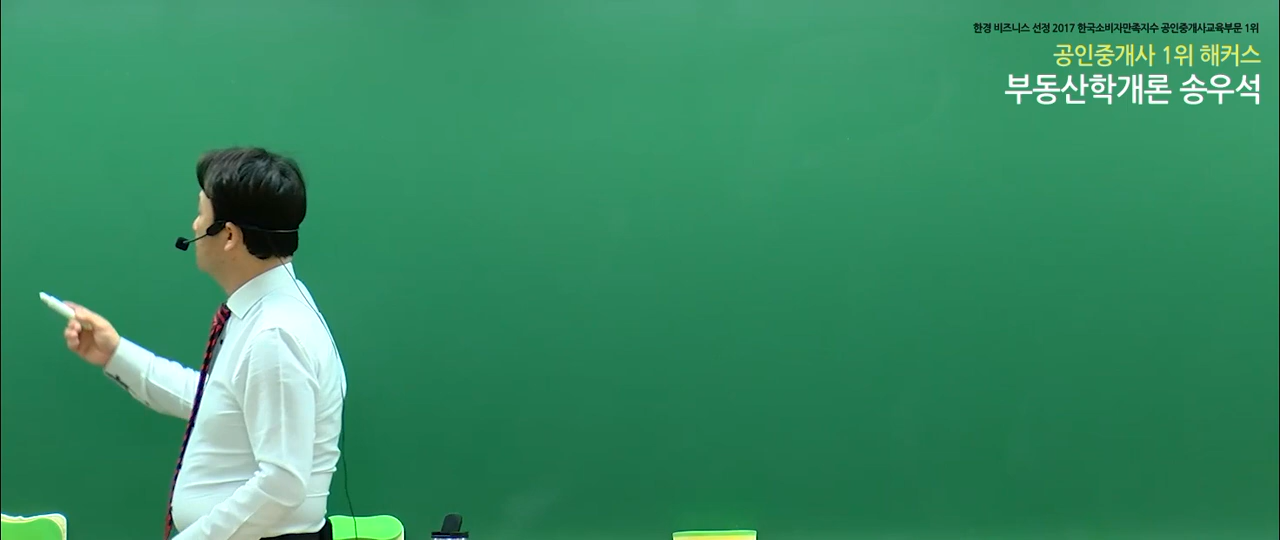 한경 비즈니스 선정 2017 한국소비자만족지수 공인중개사교육부문 1위
공인중개사 1위 해커스
부동산학개론 송우석